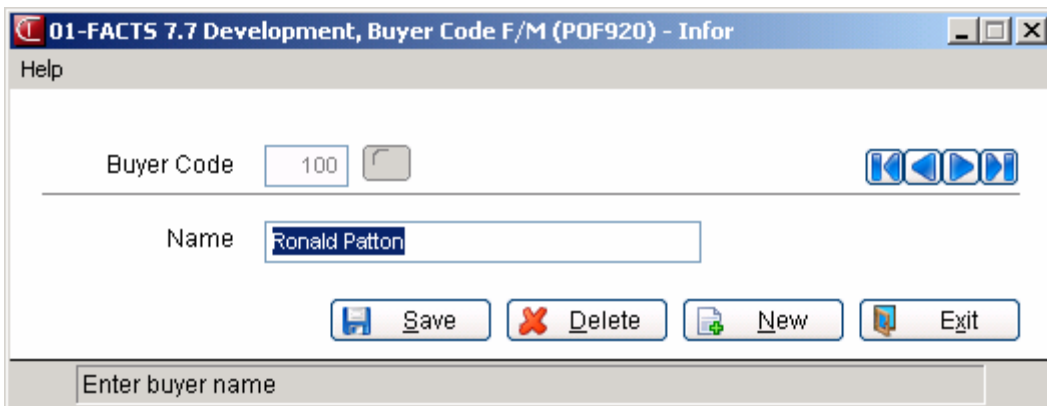 01-FACTS 7.7 Development, Buyer Code F/M (POF920) - Infor
Help
Buyer Code 100
Name Ronald Patton
Save Delete New Exit
Enter buyer name